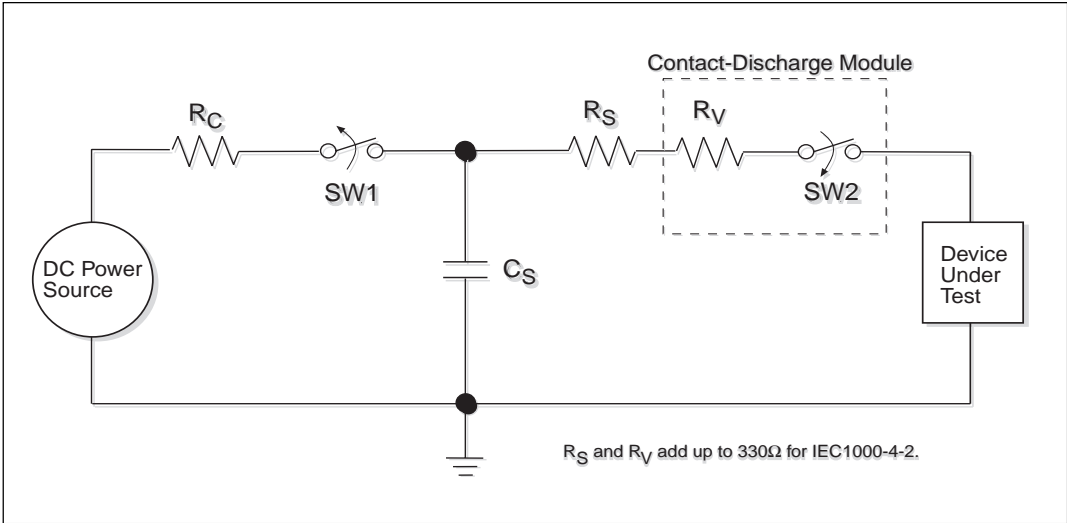 Contact-Discharge Module
RC
RS
RV
SW1
SW2
DC Power
Source
CS
Device
Under
Test
RS and RV add up to 330Ω for IEC1000-4-2.